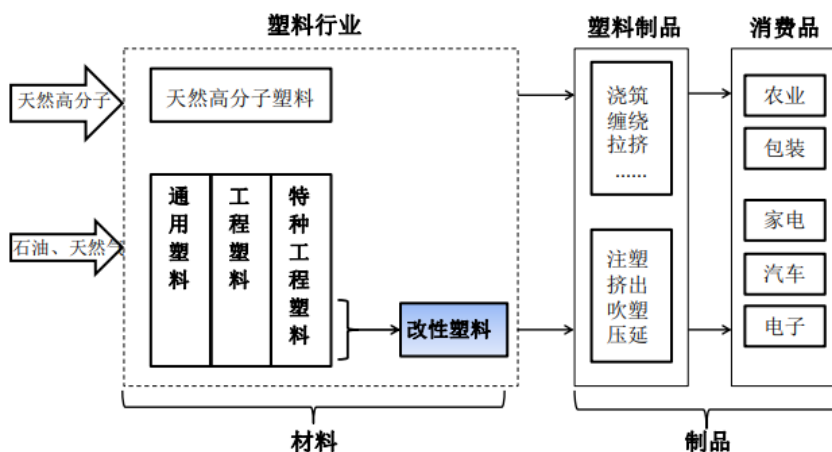 塑料行业
塑料制品
消费品
天然高分子
天然高分子塑料
石油、天然气
通用塑料
工程塑料
特种工程塑料
改性塑料
浇筑
缠绕
拉挤
......
注塑
挤出
吹塑
压延
农业
包装
家电
汽车
电子
材料
制品